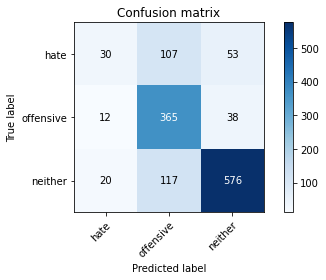 Confusion matrix
True label
hate 30 107 53
offensive 12 365 38
neither 20 117 576
hate offensive neither
Predicted label
500
400
300
200
100